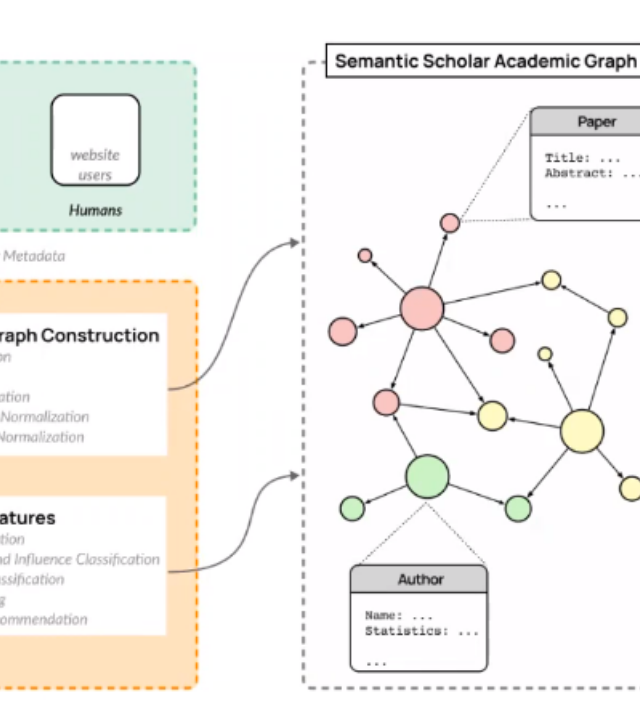 Semantic Scholar Academic Graph
website
users
Humans
Metadata
raph Construction
on
ation
Normalization
Normalization
atures
tion
nd Influence Classification
assification
g
ommendation
Paper
Title: ...
Abstract: ...
...
Author
Name: ...
Statistics: ...
...